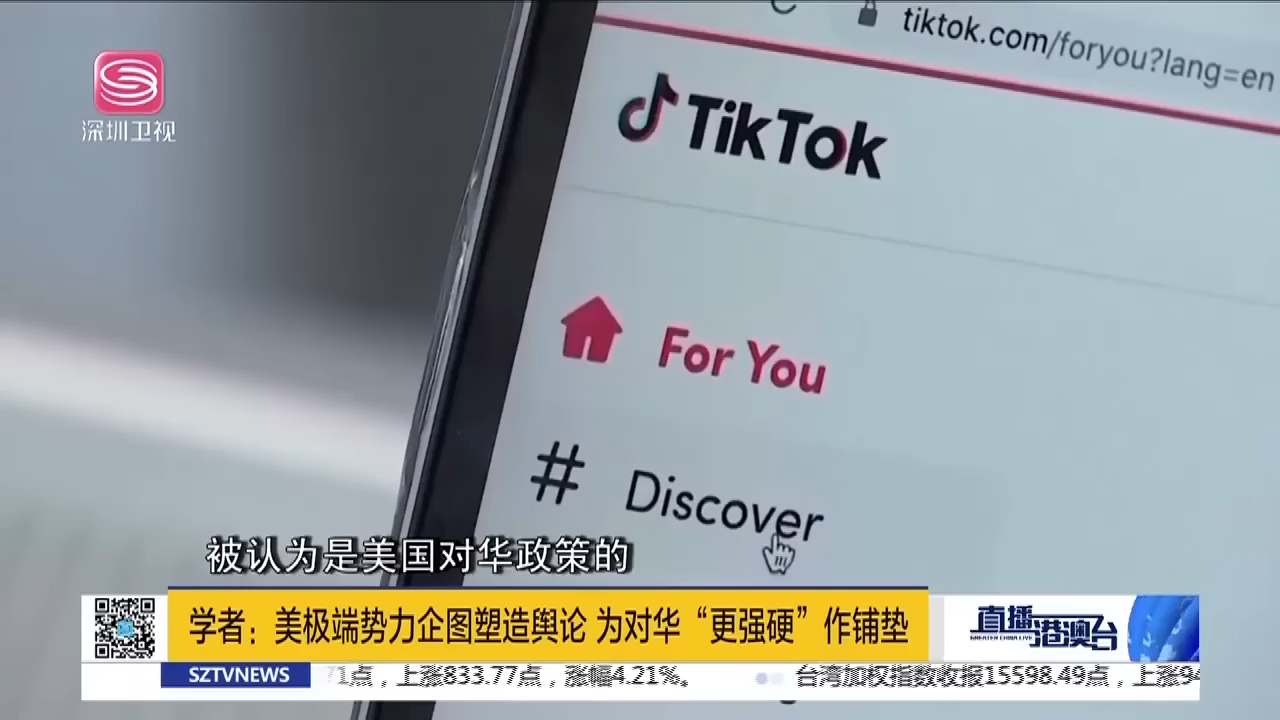 tiktok.com/foryou?lang=en
深圳卫视
TikTok
For You
# Discover
被认为是美国对华政策的
学者：美极端势力企图塑造舆论 为对华“更强硬”作铺垫
直播港澳台
GREATER CHINA LIVE
SZTVNEWS
71点，上涨833.77点，涨幅4.21%。
台湾加权指数收报15598.49点，上涨94